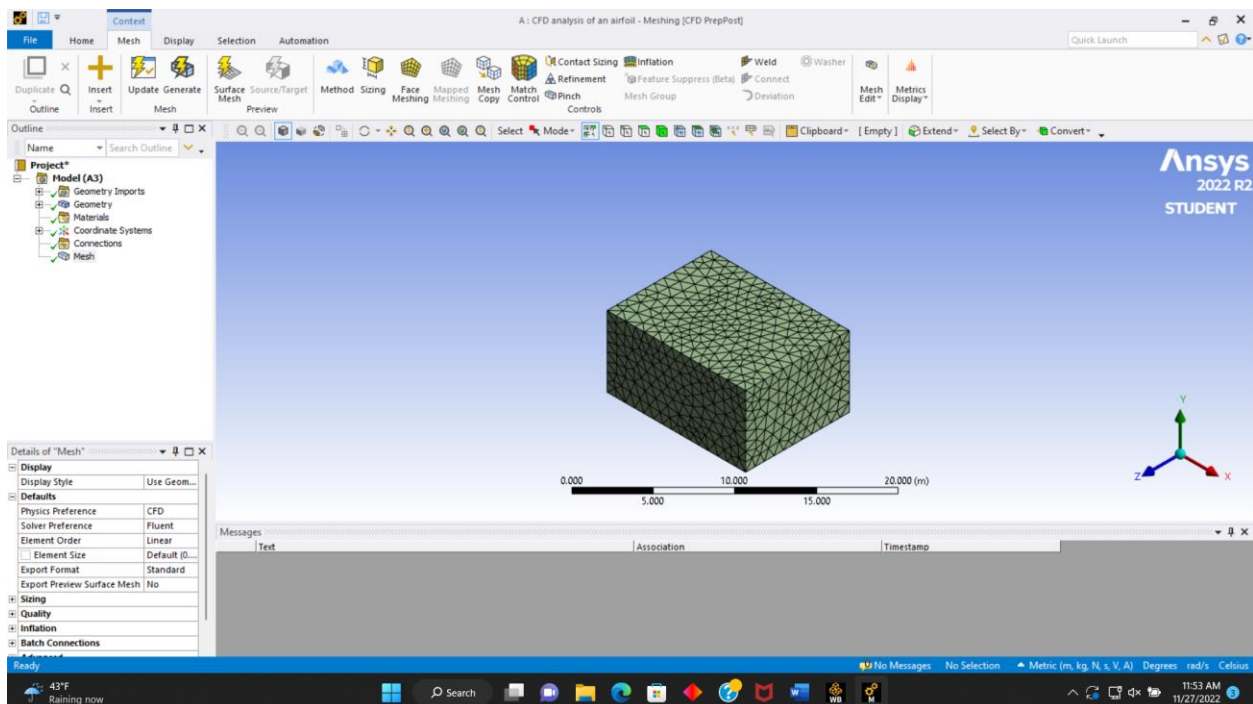 Context
A : CFD analysis of an airfoil - Meshing [CFD PrepPost]
File Home Mesh Display Selection Automation
Quick Launch
Duplicate Q
Outline
Insert
Insert
Update Generate
Mesh
Surface Mesh Source/Target
Preview
Method Sizing Face Meshing Mapped Meshing Mesh Copy Match Control
Contact Sizing Inflation Weld Washer
Refinement Feature Suppress (Beta) Connect
Pinch Mesh Group Deviation
Controls
Mesh Edit Metrics Display
Outline
Name Search Outline
Select Mode Clipboard [Empty] Extend Select By Convert
Project*
Model (A3)
Geometry Imports
Geometry
Materials
Coordinate Systems
Connections
Mesh
Ansys
2022 R2
STUDENT
Y
Z
X
0.000 10.000 20.000 (m)
5.000 15.000
Details of "Mesh"
Display
Display Style Use Geom...
Defaults
Physics Preference CFD
Solver Preference Fluent
Element Order Linear
Element Size Default (0....
Export Format Standard
Export Preview Surface Mesh No
Sizing
Quality
Inflation
Batch Connections
Messages
Text Association Timestamp
Ready
No Messages No Selection Metric (m, kg, N, s, V, A) Degrees rad/s Celsius
43°F
Raining now
Search
WB
M
11:53 AM
11/27/2022
3